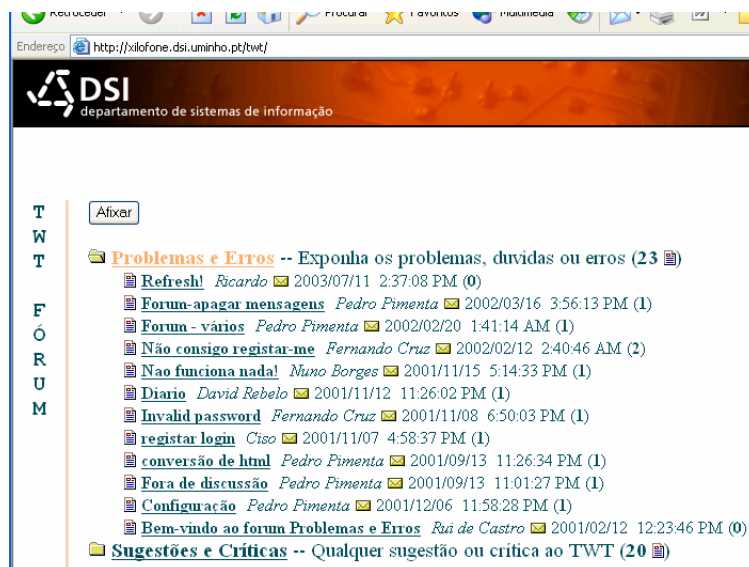 Retroceder Procurar Favoritos Multimédia
Endereço http://xilofone.dsi.uminho.pt/twt/
DSI
departamento de sistemas de informação
Afixar
TWT FÓRUM
Problemas e Erros -- Exponha os problemas, duvidas ou erros (23)
Refresh! Ricardo 2003/07/11 2:37:08 PM (0)
Forum-apagar mensagens Pedro Pimenta 2002/03/16 3:56:13 PM (1)
Forum - vários Pedro Pimenta 2002/02/20 1:41:14 AM (1)
Não consigo registar-me Fernando Cruz 2002/02/12 2:40:46 AM (2)
Nao funciona nada! Nuno Borges 2001/11/15 5:14:33 PM (1)
Diario David Rebelo 2001/11/12 11:26:02 PM (1)
Invalid password Fernando Cruz 2001/11/08 6:50:03 PM (1)
registar login Ciso 2001/11/07 4:58:37 PM (1)
conversão de html Pedro Pimenta 2001/09/13 11:26:34 PM (1)
Fora de discussão Pedro Pimenta 2001/09/13 11:01:27 PM (1)
Configuração Pedro Pimenta 2001/12/06 11:58:28 PM (1)
Bem-vindo ao forum Problemas e Erros Rui de Castro 2001/02/12 12:23:46 PM (0)
Sugestões e Críticas -- Qualquer sugestão ou crítica ao TWT (20)